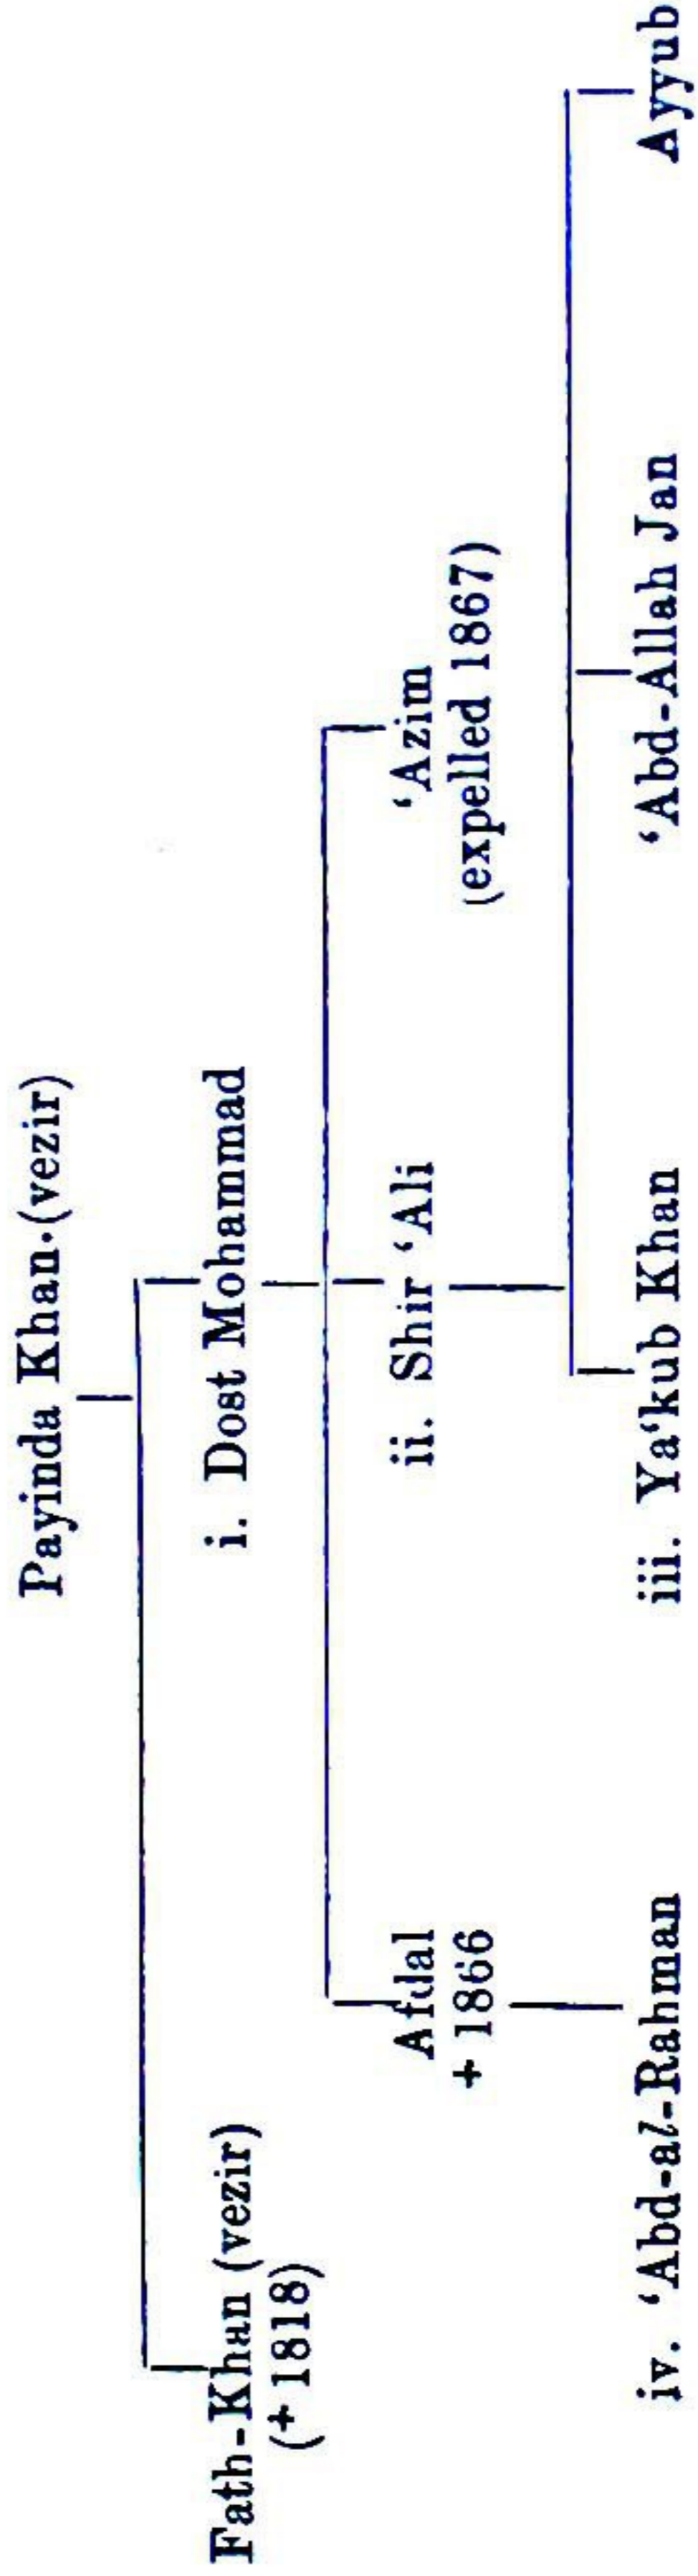 Payinda Khan.(vezir)
Fath-Khan (vezir)
(+ 1818)
i. Dost Mohammad
Afdal
+ 1866
ii. Shir ‘Ali
‘Azim
(expelled 1867)
iv. ‘Abd-al-Rahman
iii. Ya‘kub Khan
‘Abd-Allah Jan
Ayyub